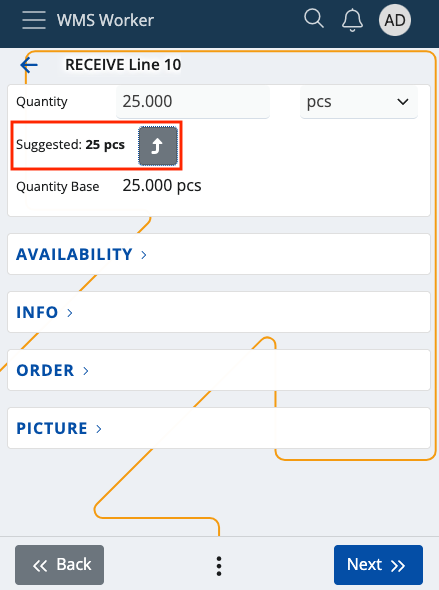 WMS Worker AD
RECEIVE Line 10
Quantity 25.000 pcs
Suggested: 25 pcs
Quantity Base 25.000 pcs
AVAILABILITY
INFO
ORDER
PICTURE
Back Next